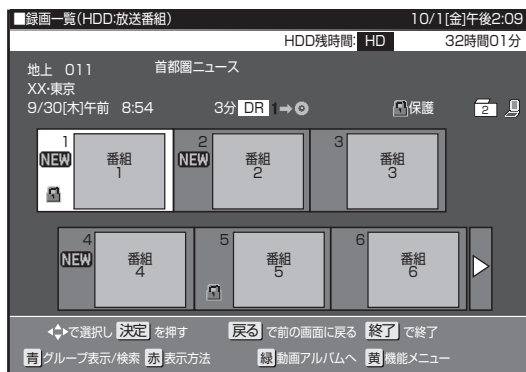 録画一覧(HDD:放送番組) 10/1[金]午後2:09
HDD残時間: HD 32時間01分
地上 011 首都圏ニュース
XX・東京
9/30[木]午前 8:54 3分 DR 1 保護 2
1 2 3
NEW 番組 NEW 番組 番組
1 2 3
4 5 6
NEW 番組 番組 番組
4 5 6
で選択し 決定 を押す 戻る で前の画面に戻る 終了 で終了
青 グループ表示/検索 赤 表示方法 緑 動画アルバムへ 黄 機能メニュー